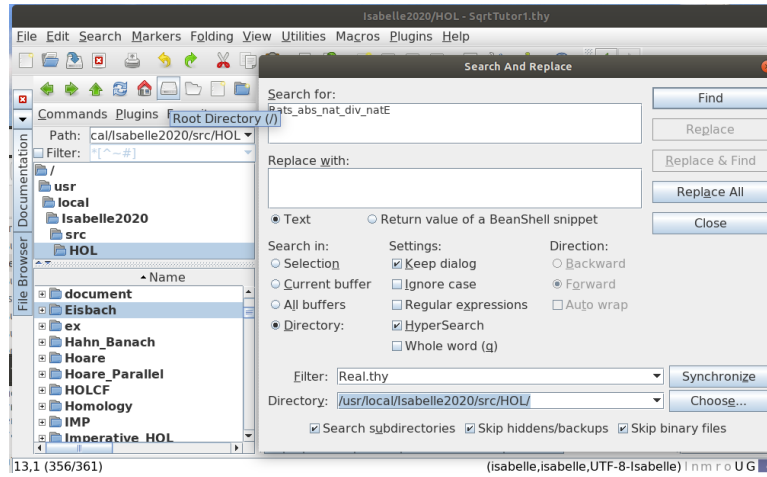 Isabelle2020/HOL - SqrtTutor1.thy
File Edit Search Markers Folding View Utilities Macros Plugins Help
Search And Replace
Commands Plugins
Root Directory (/)
Path: cal/Isabelle2020/src/HOL
Filter: *[^~#]
/
usr
local
Isabelle2020
src
HOL
Name
document
Eisbach
ex
Hahn_Banach
Hoare
Hoare_Parallel
HOLCF
Homology
IMP
Imperative_HOL
Documentation
File Browser
Search for:
Rats_abs_nat_div_natE
Replace with:
Text Return value of a BeanShell snippet
Search in: Settings: Direction:
Selection Keep dialog Backward
Current buffer Ignore case Forward
All buffers Regular expressions Auto wrap
Directory: HyperSearch
Whole word (q)
Filter: Real.thy Synchronize
Directory: /usr/local/Isabelle2020/src/HOL/ Choose...
Search subdirectories Skip hiddens/backups Skip binary files
Find
Replace
Replace & Find
Replace All
Close
13,1 (356/361) (isabelle,isabelle,UTF-8-Isabelle) l n m r o U G